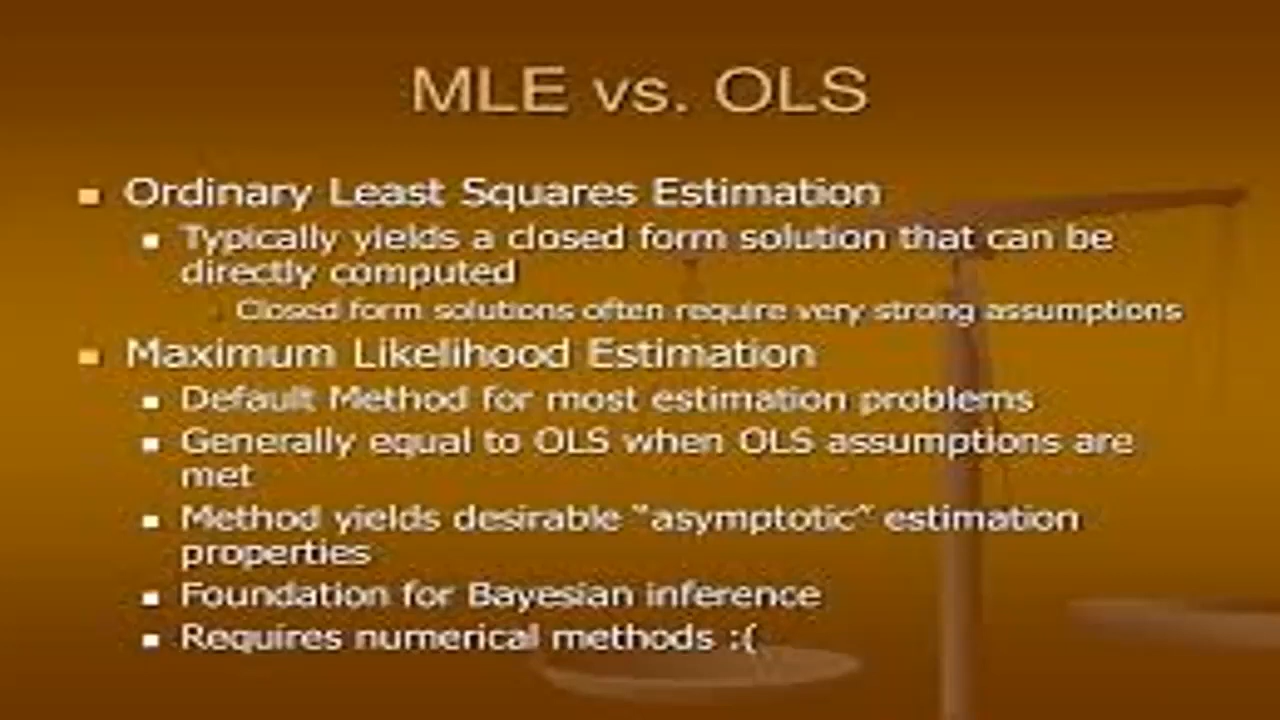 MLE vs. OLS
Ordinary Least Squares Estimation
Typically yields a closed form solution that can be
directly computed
Closed form solutions often require very strong assumptions
Maximum Likelihood Estimation
Default Method for most estimation problems
Generally equal to OLS when OLS assumptions are
met
Method yields desirable "asymptotic" estimation
properties
Foundation for Bayesian inference
Requires numerical methods :(